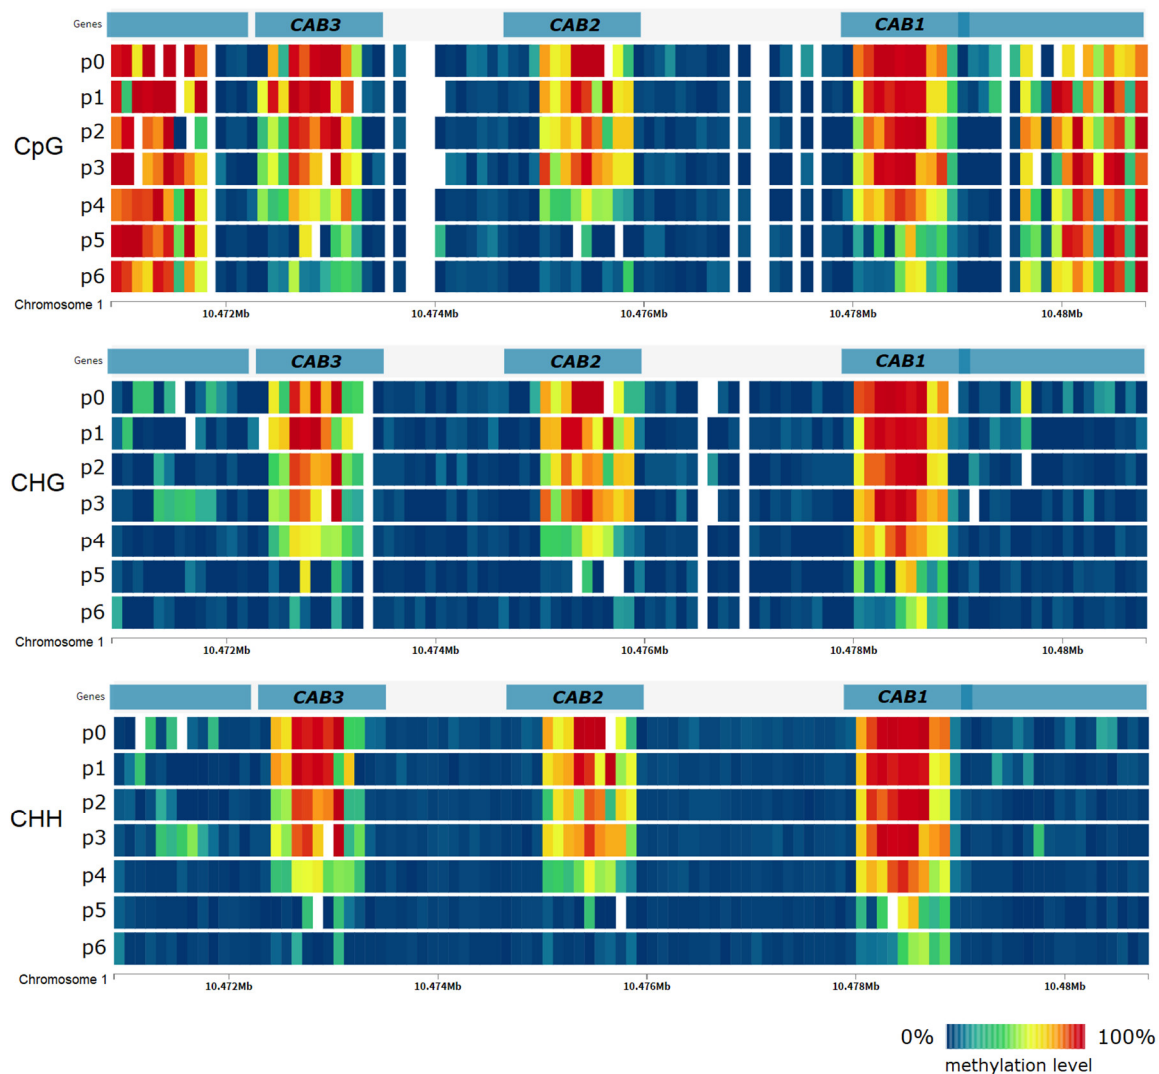 Genes CAB3 CAB2 CAB1
p0
p1
CpG
p2
p3
p4
p5
p6
Chromosome 1 10.472Mb 10.474Mb 10.476Mb 10.478Mb 10.48Mb
Genes CAB3 CAB2 CAB1
p0
p1
CHG
p2
p3
p4
p5
p6
Chromosome 1 10.472Mb 10.474Mb 10.476Mb 10.478Mb 10.48Mb
Genes CAB3 CAB2 CAB1
p0
p1
p2
CHH
p3
p4
p5
p6
Chromosome 1 10.472Mb 10.474Mb 10.476Mb 10.478Mb 10.48Mb
0% 100%
methylation level